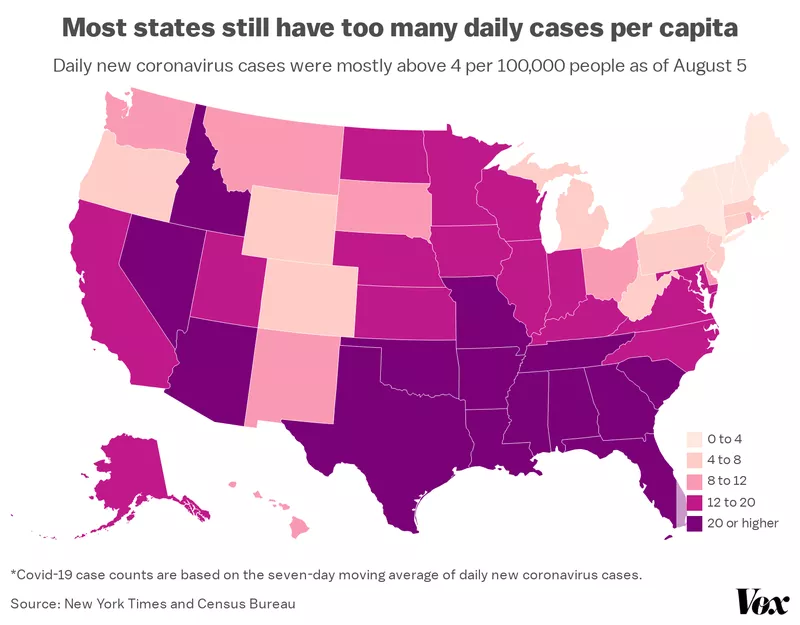 Most states still have too many daily cases per capita
Daily new coronavirus cases were mostly above 4 per 100,000 people as of August 5
0 to 4
4 to 8
8 to 12
12 to 20
20 or higher
*Covid-19 case counts are based on the seven-day moving average of daily new coronavirus cases.
Source: New York Times and Census Bureau
Vox